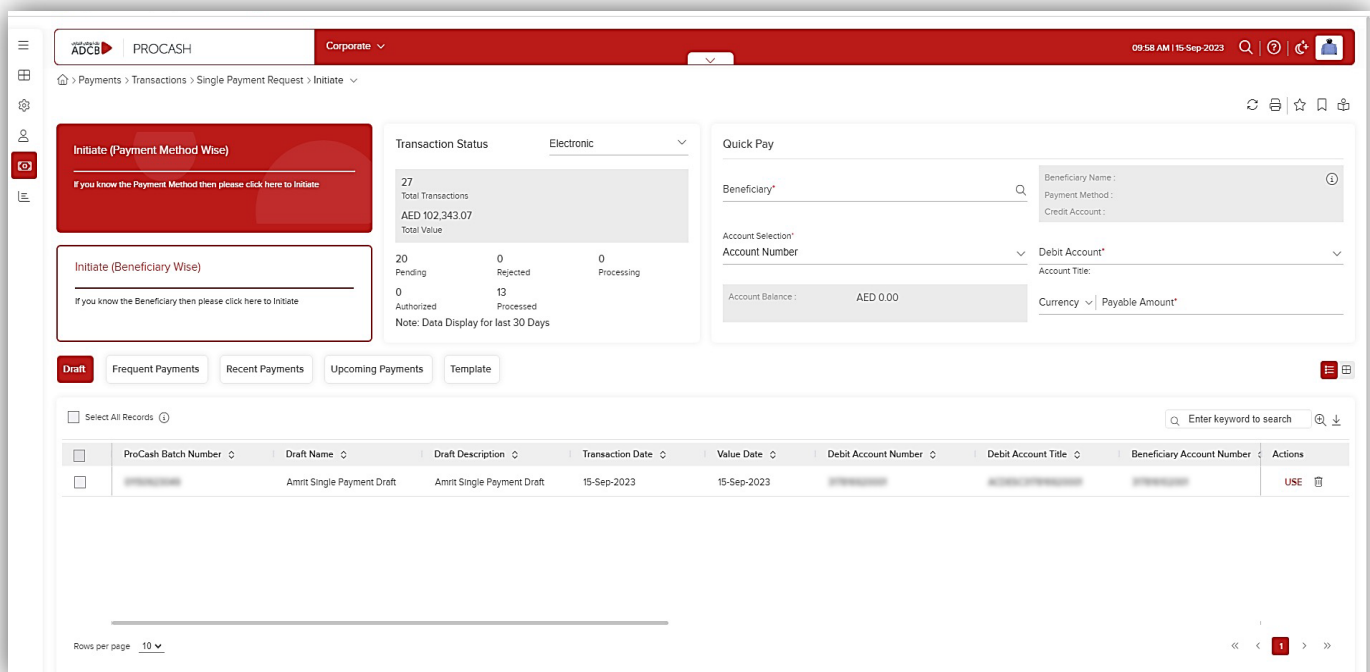 ADCB
PROCASH
Corporate
09:58 AM | 15-Sep-2023
> Payments > Transactions > Single Payment Request > Initiate
Initiate (Payment Method Wise)
If you know the Payment Method then please click here to Initiate
Initiate (Beneficiary Wise)
If you know the Beneficiary then please click here to Initiate
Transaction Status
Electronic
27
Total Transactions
AED 102,343.07
Total Value
20 0 0
Pending Rejected Processing
0 13
Authorized Processed
Note: Data Display for last 30 Days
Quick Pay
Beneficiary*
Beneficiary Name :
Payment Method :
Credit Account :
Account Selection*
Account Number
Debit Account*
Account Title:
Account Balance : AED 0.00
Currency Payable Amount*
Draft Frequent Payments Recent Payments Upcoming Payments Template
Select All Records
Enter keyword to search
ProCash Batch Number Draft Name Draft Description Transaction Date Value Date Debit Account Number Debit Account Title Beneficiary Account Number Actions
Amrit Single Payment Draft Amrit Single Payment Draft 15-Sep-2023 15-Sep-2023 USE
Rows per page 10
« < 1 > »